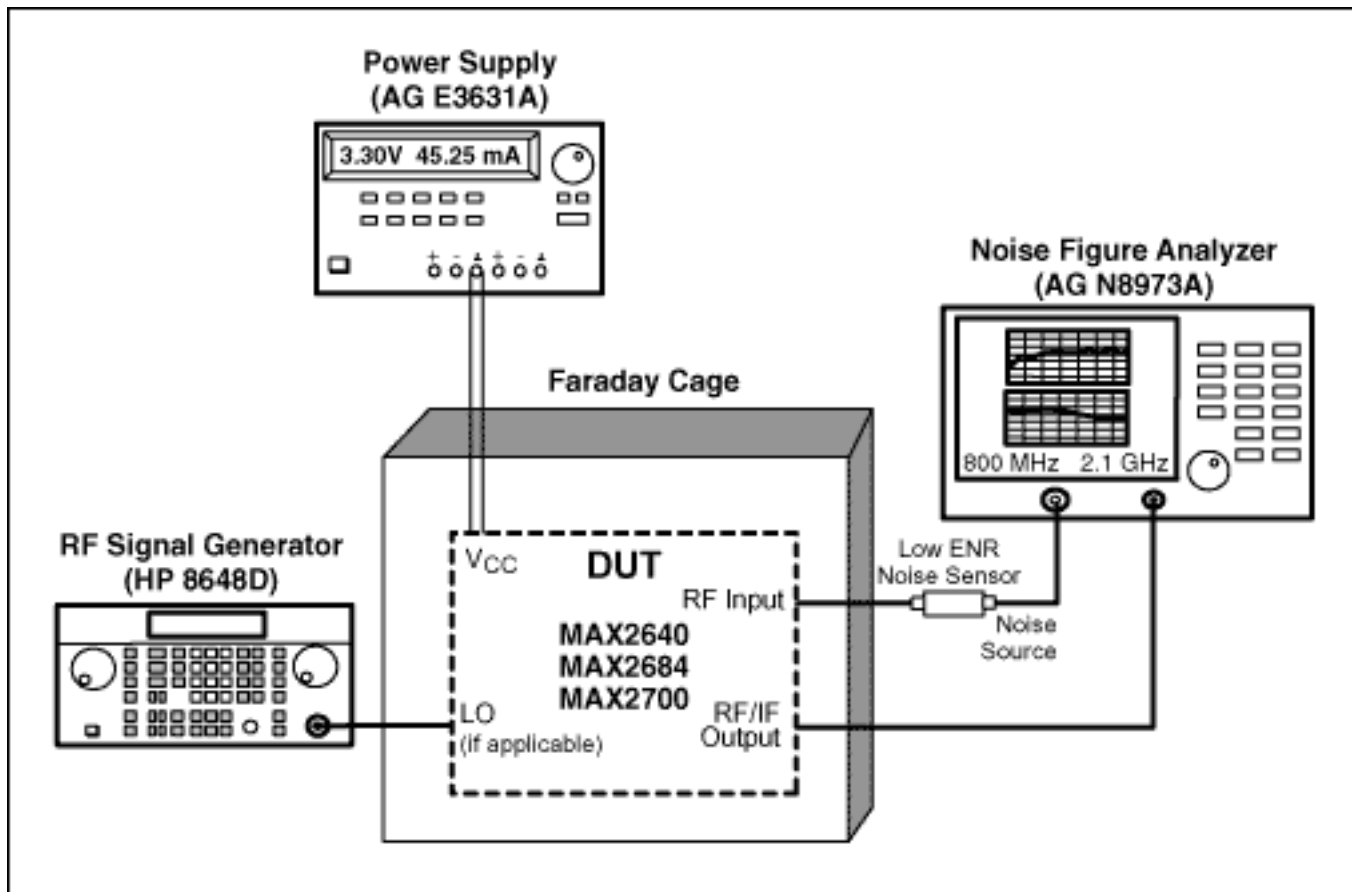 Power Supply
(AG E3631A)
3.30V 45.25 mA
+ - + -
Noise Figure Analyzer
(AG N8973A)
800 MHz 2.1 GHz
Faraday Cage
RF Signal Generator
(HP 8648D)
VCC
DUT
RF Input
Low ENR
Noise Sensor
Noise
Source
MAX2640
MAX2684
MAX2700
LO
(if applicable)
RF/IF
Output